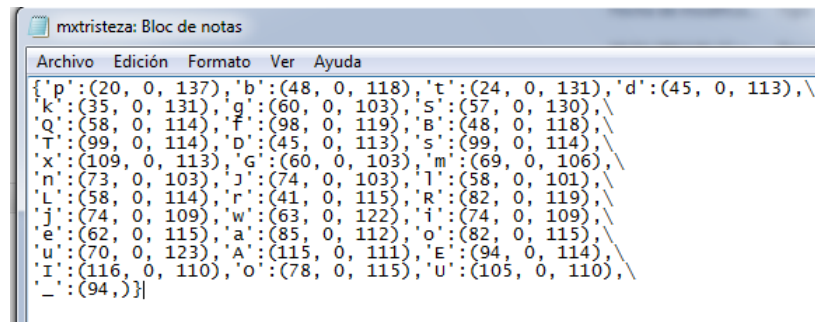 mxtristeza: Bloc de notas
Archivo Edición Formato Ver Ayuda
{'p':(20, 0, 137),'b':(48, 0, 118),'t':(24, 0, 131),'d':(45, 0, 113),\
'k':(35, 0, 131),'g':(60, 0, 103),'S':(57, 0, 130),\
'Q':(58, 0, 114),'f':(98, 0, 119),'B':(48, 0, 118),\
'T':(99, 0, 114),'D':(45, 0, 113),'s':(99, 0, 114),\
'x':(109, 0, 113),'G':(60, 0, 103),'m':(69, 0, 106),\
'n':(73, 0, 103),'J':(74, 0, 103),'l':(58, 0, 101),\
'L':(58, 0, 114),'r':(41, 0, 115),'R':(82, 0, 119),\
'j':(74, 0, 109),'w':(63, 0, 122),'i':(74, 0, 109),\
'e':(62, 0, 115),'a':(85, 0, 112),'o':(82, 0, 115),\
'u':(70, 0, 123),'A':(115, 0, 111),'E':(94, 0, 114),\
'I':(116, 0, 110),'O':(78, 0, 115),'U':(105, 0, 110),\
'_':(94,)}